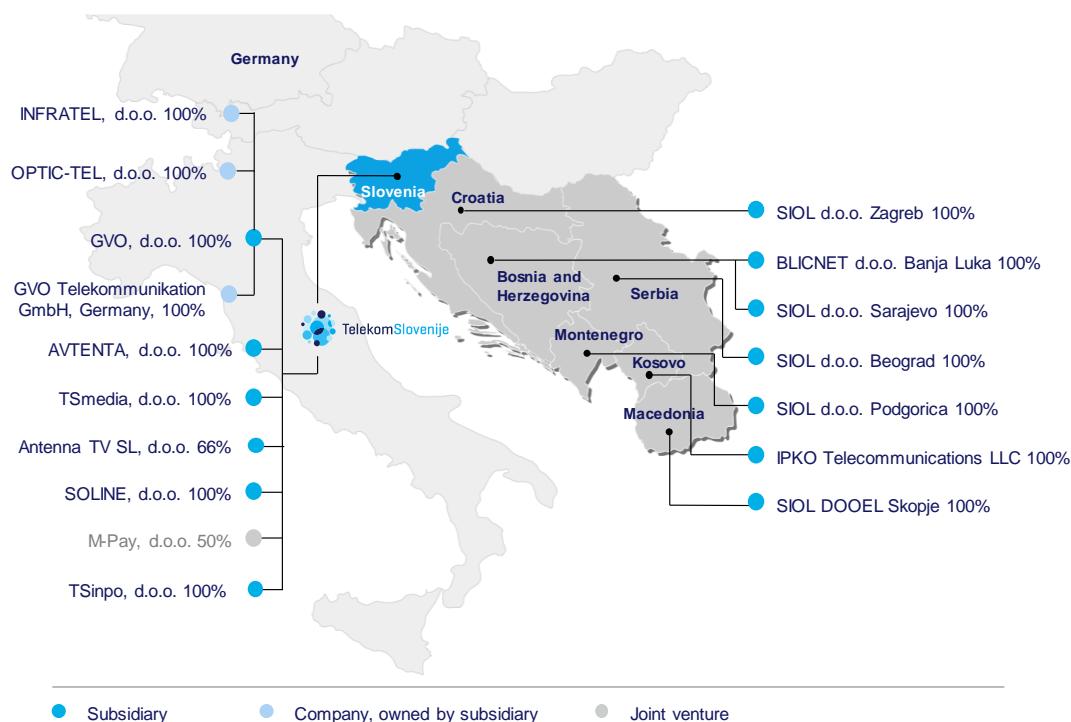 Germany
INFRATEL, d.o.o. 100%
OPTIC-TEL, d.o.o. 100%
GVO, d.o.o. 100%
GVO Telekommunikation
GmbH, Germany, 100%
AVTENTA, d.o.o. 100%
TSmedia, d.o.o. 100%
Antenna TV SL, d.o.o. 66%
SOLINE, d.o.o. 100%
M-Pay, d.o.o. 50%
TSinpo, d.o.o. 100%
TelekomSlovenije
Slovenia
Croatia
Bosnia and
Herzegovina
Serbia
Montenegro
Kosovo
Macedonia
SIOL d.o.o. Zagreb 100%
BLICNET d.o.o. Banja Luka 100%
SIOL d.o.o. Sarajevo 100%
SIOL d.o.o. Beograd 100%
SIOL d.o.o. Podgorica 100%
IPKO Telecommunications LLC 100%
SIOL DOOEL Skopje 100%
Subsidiary
Company, owned by subsidiary
Joint venture